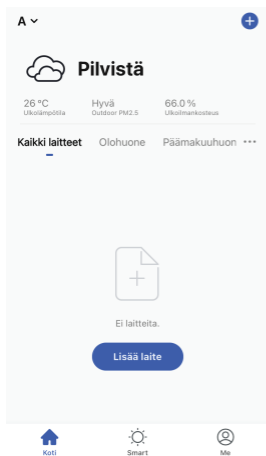 A
Pilvistä
26 °C Hyvä 66.0 %
Ulkolämpötila Outdoor PM2.5 Ulkoilmankosteus
Kaikki laitteet Olohuone Päämakuuhuon ···
Ei laitteita.
Lisää laite
Koti Smart Me